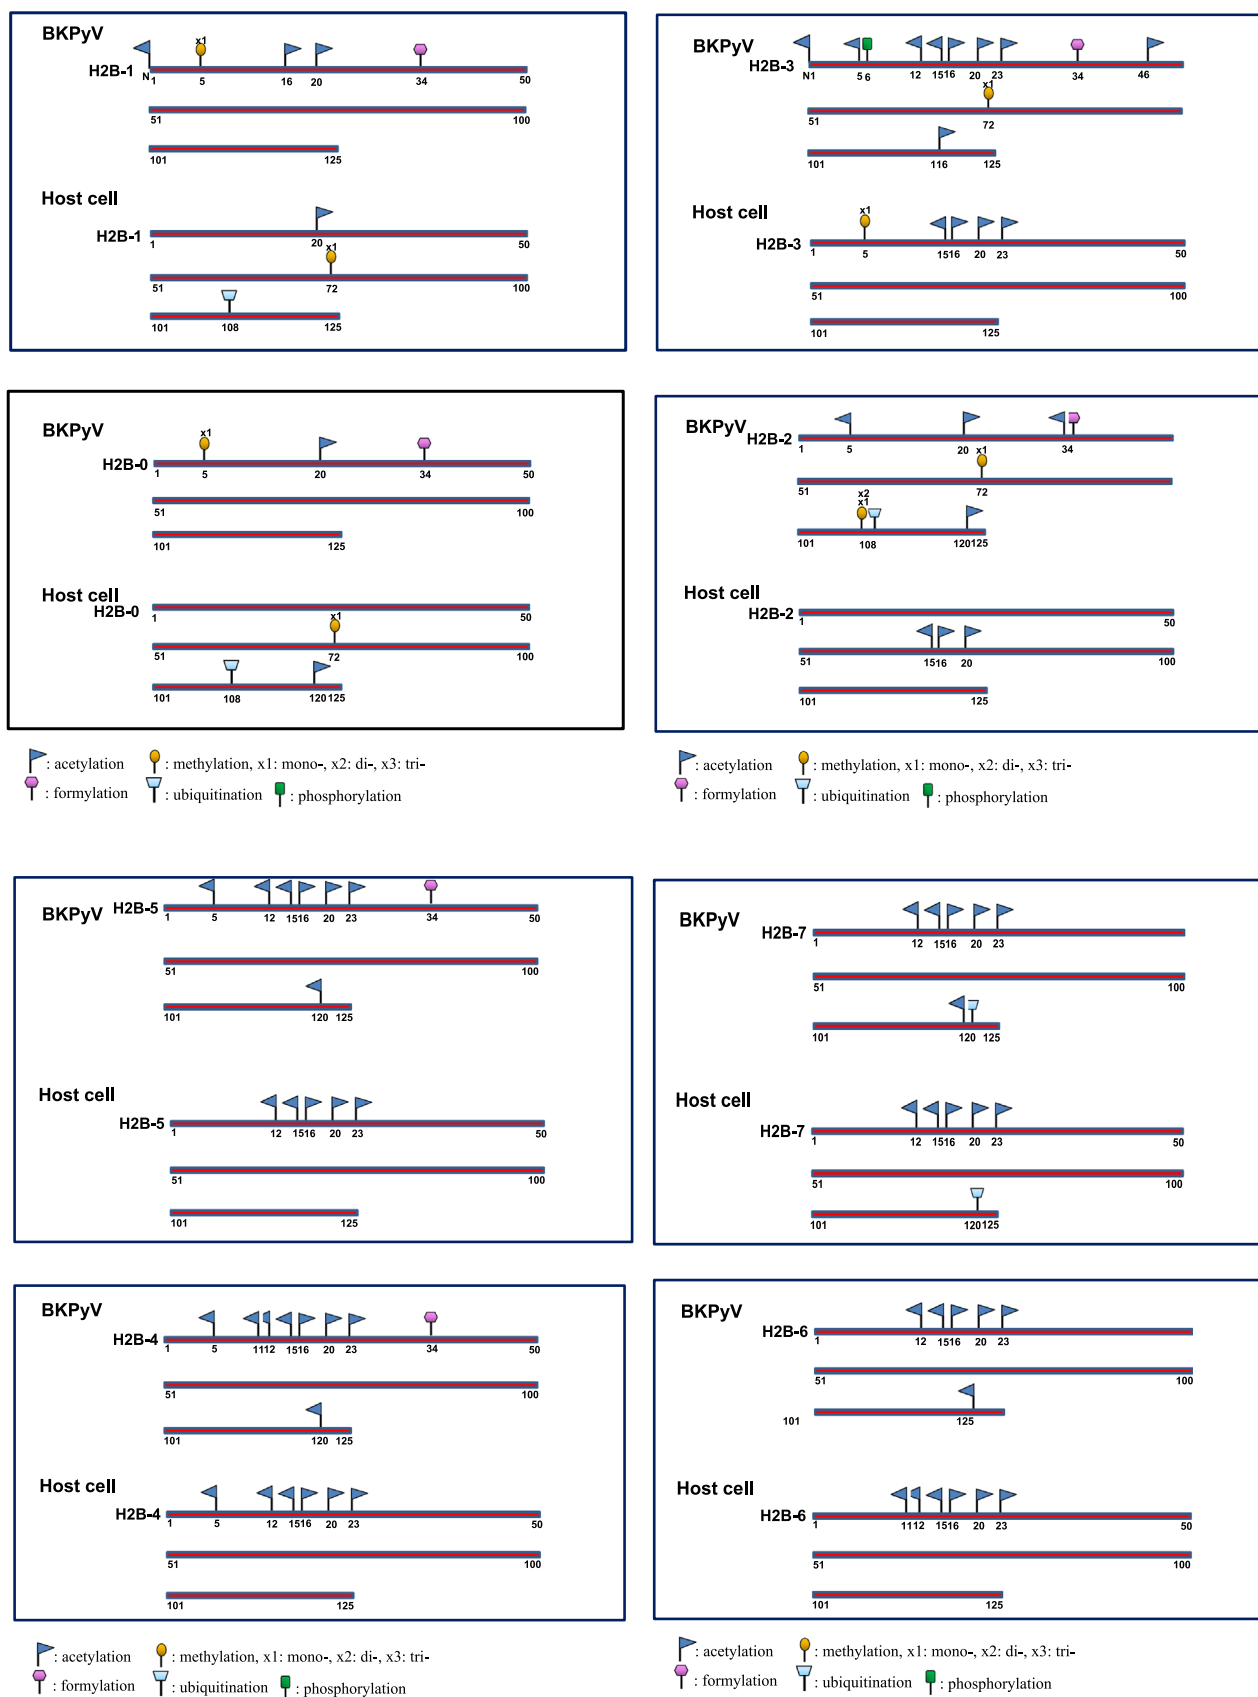 BKPyV
x1
H2B-1
N 1 5 16 20 34 50
51 100
101 125
Host cell
H2B-1
1 20 50
x1
51 72 100
101 108 125
BKPyV
H2B-3
N1 5 6 12 15 16 20 23 34 46
x1
51 72
116
101 125
Host cell
x1
H2B-3
1 5 15 16 20 23 50
51 100
101 125
BKPyV
x1
H2B-0
1 5 20 34 50
51 100
101 125
Host cell
H2B-0
1 50
x1
51 72 100
101 108 120 125
BKPyV
H2B-2
1 5 20 34
x1
51 72
x2
x1
101 108 120 125
Host cell
H2B-2
1 50
51 15 16 20 100
101 125
: acetylation : methylation, x1: mono-, x2: di-, x3: tri-
: formylation : ubiquitination : phosphorylation
: acetylation : methylation, x1: mono-, x2: di-, x3: tri-
: formylation : ubiquitination : phosphorylation
BKPyV
H2B-5
1 5 12 15 16 20 23 34 50
51 100
101 120 125
Host cell
H2B-5
1 12 15 16 20 23 50
51 100
101 125
BKPyV
H2B-7
1 12 15 16 20 23
51
101 120 125
Host cell
H2B-7
1 12 15 16 20 23 50
51 100
101 120 125
BKPyV
H2B-4
1 5 11 12 15 16 20 23 34 50
51 100
101 120 125
Host cell
H2B-4
1 5 12 15 16 20 23 50
51 100
101 125
BKPyV
H2B-6
1 12 15 16 20 23
51 100
101 125
Host cell
H2B-6
1 11 12 15 16 20 23 50
51 100
101 125
: acetylation : methylation, x1: mono-, x2: di-, x3: tri-
: formylation : ubiquitination : phosphorylation
: acetylation : methylation, x1: mono-, x2: di-, x3: tri-
: formylation : ubiquitination : phosphorylation